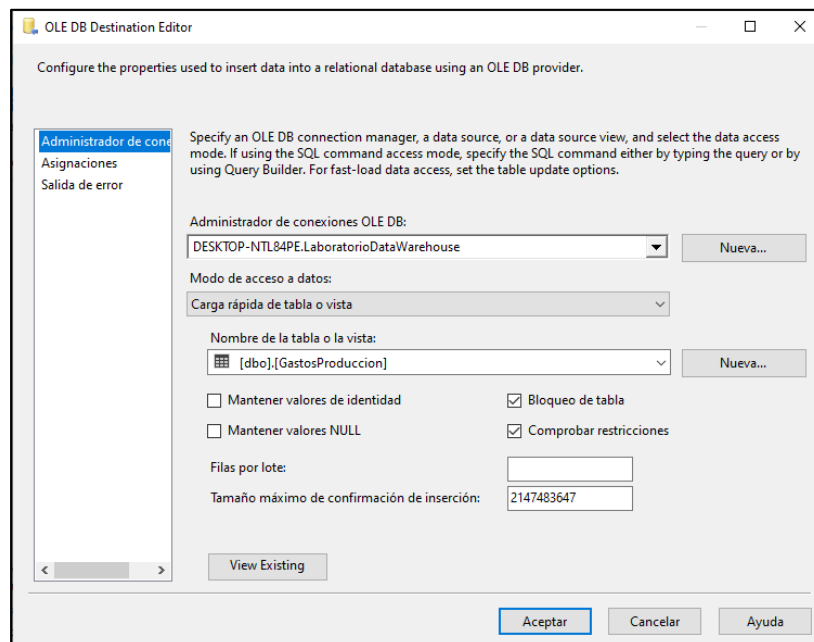 OLE DB Destination Editor
Configure the properties used to insert data into a relational database using an OLE DB provider.
Administrador de cone
Asignaciones
Salida de error
Specify an OLE DB connection manager, a data source, or a data source view, and select the data access
mode. If using the SQL command access mode, specify the SQL command either by typing the query or by
using Query Builder. For fast-load data access, set the table update options.
Administrador de conexiones OLE DB:
DESKTOP-NTL84PE.LaboratorioDataWarehouse
Nueva...
Modo de acceso a datos:
Carga rápida de tabla o vista
Nombre de la tabla o la vista:
[dbo].[GastosProduccion]
Nueva...
Mantener valores de identidad
Bloqueo de tabla
Mantener valores NULL
Comprobar restricciones
Filas por lote:
Tamaño máximo de confirmación de inserción:
2147483647
View Existing
Aceptar
Cancelar
Ayuda